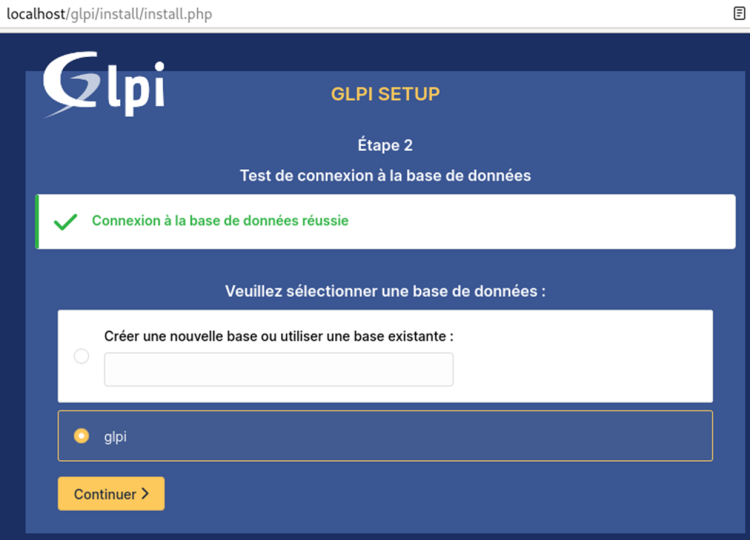 localhost/glpi/install/install.php
Glpi
GLPI SETUP
Étape 2
Test de connexion à la base de données
Connexion à la base de données réussie
Veuillez sélectionner une base de données :
Créer une nouvelle base ou utiliser une base existante :
glpi
Continuer